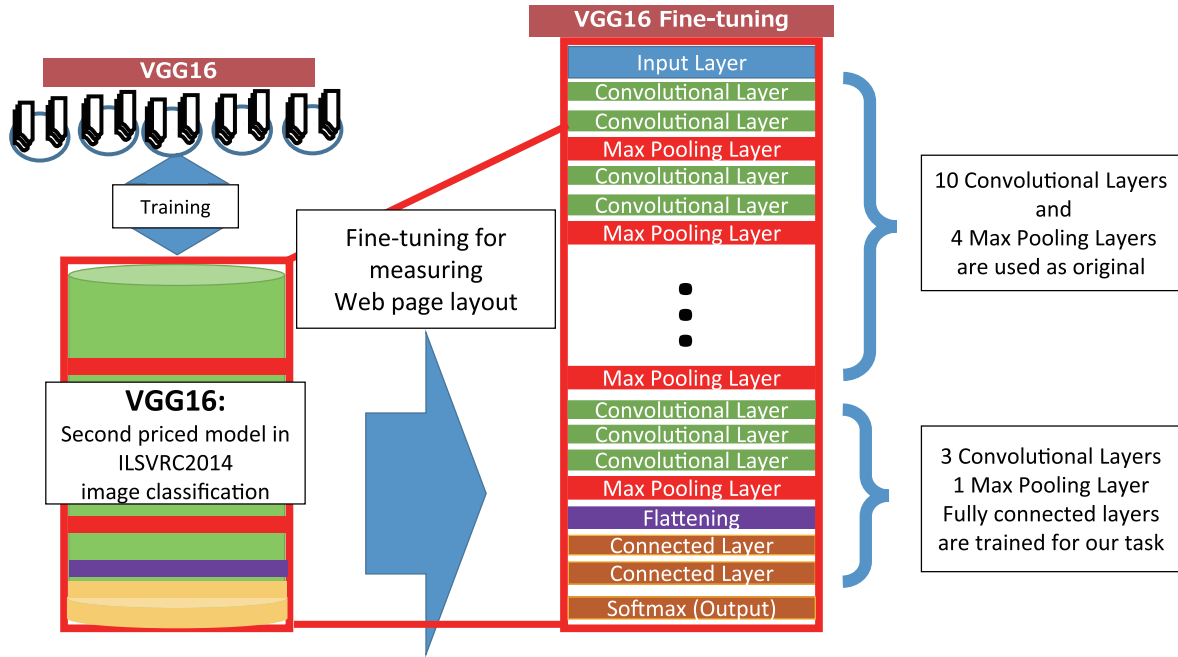 VGG16
Training
VGG16:
Second priced model in
ILSVRC2014
image classification
Fine-tuning for
measuring
Web page layout
VGG16 Fine-tuning
Input Layer
Convolutional Layer
Convolutional Layer
Max Pooling Layer
Convolutional Layer
Convolutional Layer
Max Pooling Layer
Max Pooling Layer
Convolutional Layer
Convolutional Layer
Convolutional Layer
Max Pooling Layer
Flattening
Connected Layer
Connected Layer
Softmax (Output)
10 Convolutional Layers
and
4 Max Pooling Layers
are used as original
3 Convolutional Layers
1 Max Pooling Layer
Fully connected layers
are trained for our task